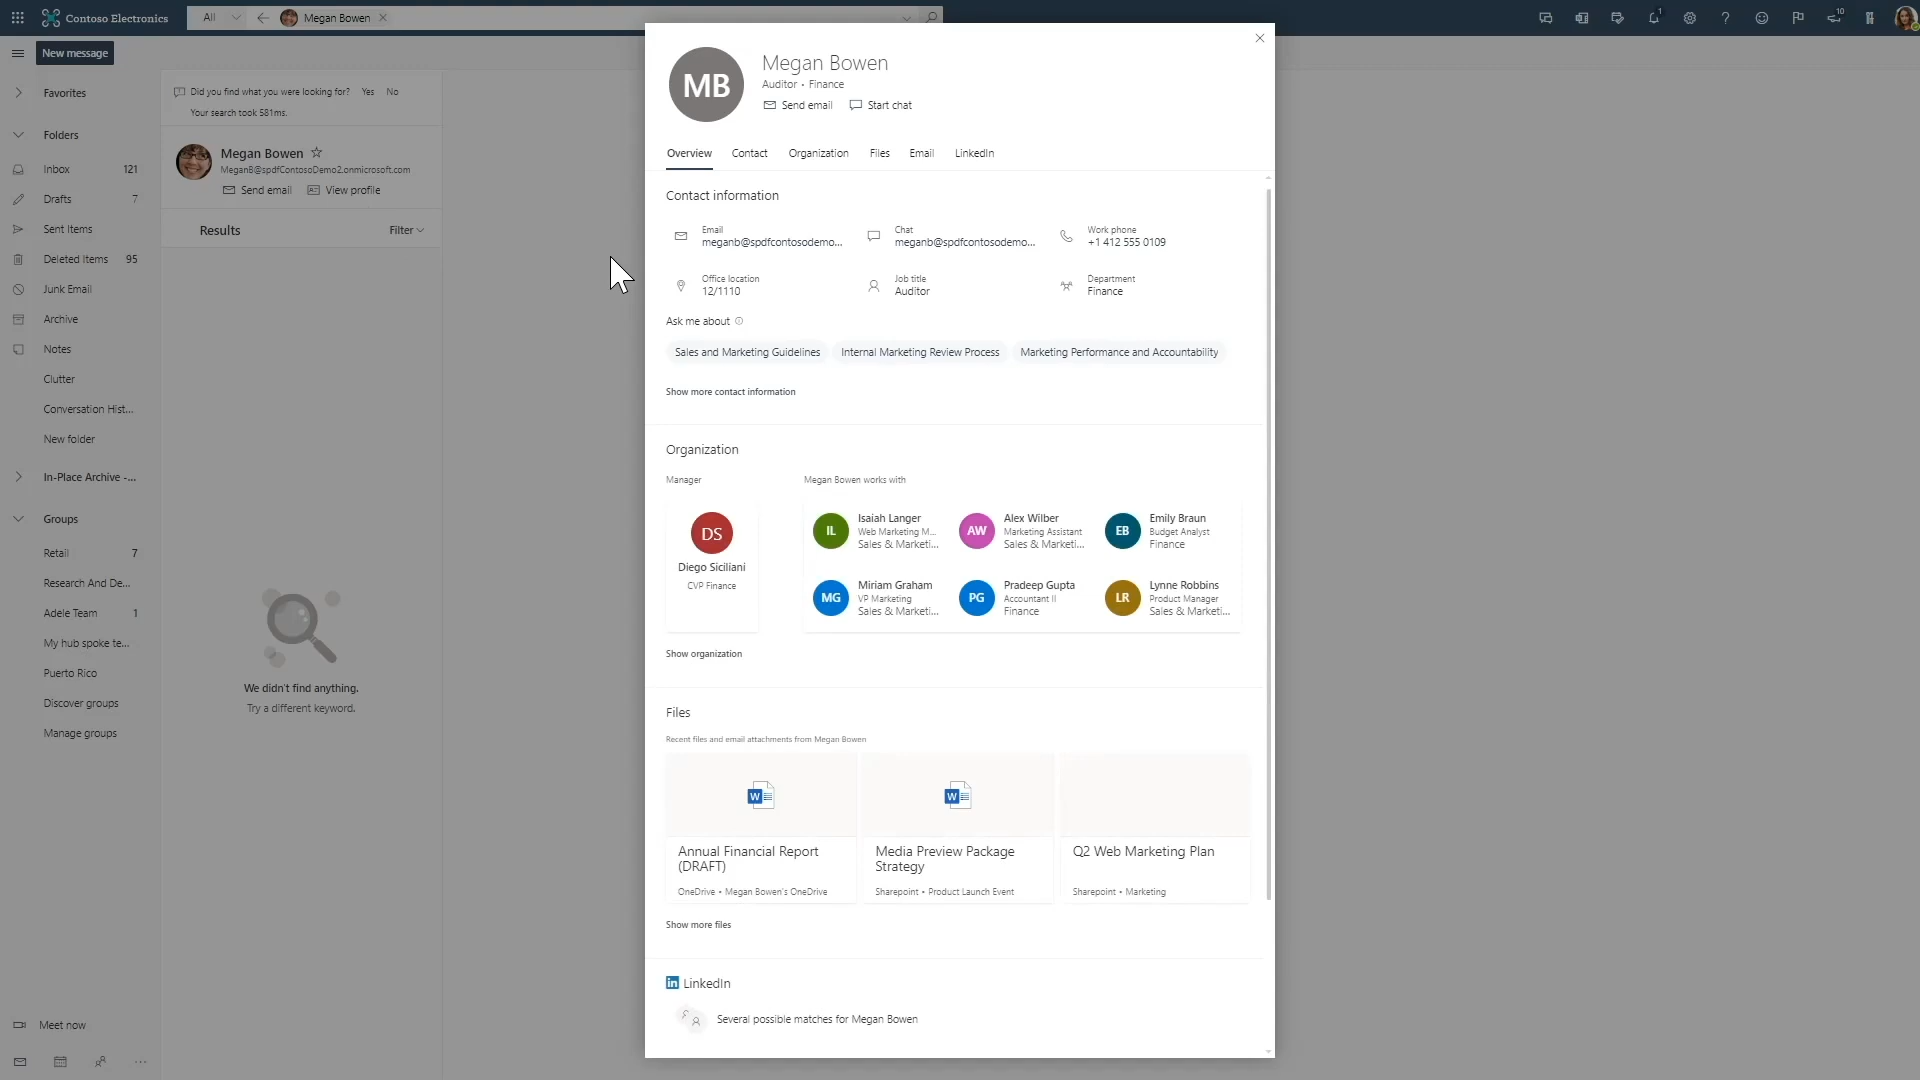 Contoso Electronics
All
Megan Bowen
1
10
New message
Favorites
Folders
Inbox 121
Drafts 7
Sent Items
Deleted Items 95
Junk Email
Archive
Notes
Clutter
Conversation Hist...
New folder
In-Place Archive -...
Groups
Retail 7
Research And De...
Adele Team 1
My hub spoke te...
Puerto Rico
Discover groups
Manage groups
Meet now
Did you find what you were looking for? Yes No
Your search took 581ms.
Megan Bowen
MeganB@spdfContosoDemo2.onmicrosoft.com
Send email View profile
Results Filter
We didn't find anything.
Try a different keyword.
MB
Megan Bowen
Auditor • Finance
Send email Start chat
Overview Contact Organization Files Email LinkedIn
Contact information
Email
meganb@spdfcontosodemo...
Chat
meganb@spdfcontosodemo...
Work phone
+1 412 555 0109
Office location
12/1110
Job title
Auditor
Department
Finance
Ask me about
Sales and Marketing Guidelines Internal Marketing Review Process Marketing Performance and Accountability
Show more contact information
Organization
Manager
DS
Diego Siciliani
CVP Finance
Megan Bowen works with
IL
Isaiah Langer
Web Marketing M...
Sales & Marketi...
AW
Alex Wilber
Marketing Assistant
Sales & Marketi...
EB
Emily Braun
Budget Analyst
Finance
MG
Miriam Graham
VP Marketing
Sales & Marketi...
PG
Pradeep Gupta
Accountant II
Finance
LR
Lynne Robbins
Product Manager
Sales & Marketi...
Show organization
Files
Recent files and email attachments from Megan Bowen
W
Annual Financial Report
(DRAFT)
OneDrive • Megan Bowen's OneDrive
W
Media Preview Package
Strategy
Sharepoint • Product Launch Event
Q2 Web Marketing Plan
Sharepoint • Marketing
Show more files
in LinkedIn
Several possible matches for Megan Bowen